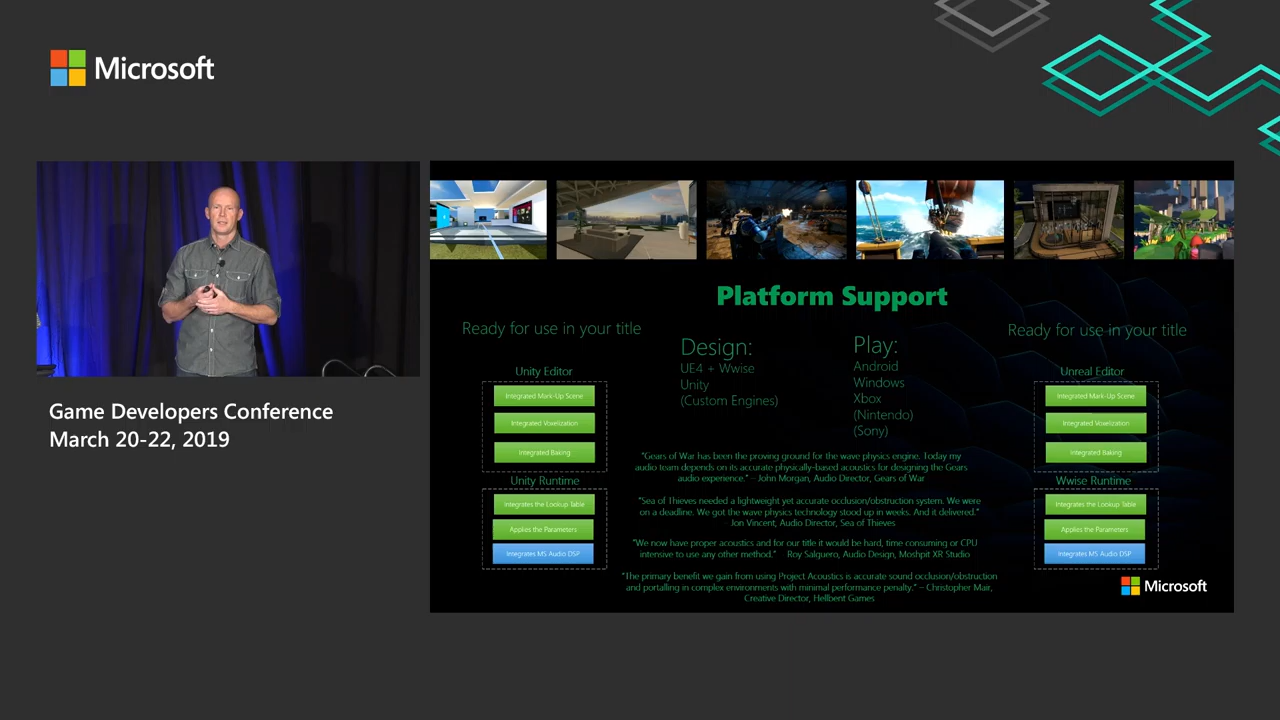 Microsoft
Game Developers Conference
March 20-22, 2019
Platform Support
Ready for use in your title
Unity Editor
Integrated Mark-Up Scene
Integrated Voxelization
Integrated Baking
Unity Runtime
Integrates the Lookup Table
Applies the Parameters
Integrates MS Audio DSP
Design:
UE4 + Wwise
Unity
(Custom Engines)
Play:
Android
Windows
Xbox
(Nintendo)
(Sony)
"Gears of War has been the proving ground for the wave physics engine. Today my
audio team depends on its accurate physically-based acoustics for designing the Gears
audio experience." – John Morgan, Audio Director, Gears of War
"Sea of Thieves needed a lightweight yet accurate occlusion/obstruction system. We were
on a deadline. We got the wave physics technology stood up in weeks. And it delivered."
Jon Vincent, Audio Director, Sea of Thieves
"We now have proper acoustics and for our title it would be hard, time consuming or CPU
intensive to use any other method." Roy Salguero, Audio Design, Moshpit XR Studio
"The primary benefit we gain from using Project Acoustics is accurate sound occlusion/obstruction
and portalling in complex environments with minimal performance penalty." – Christopher Mair,
Creative Director, Hellbent Games
Ready for use in your title
Unreal Editor
Integrated Mark-Up Scene
Integrated Voxelization
Integrated Baking
Wwise Runtime
Integrates the Lookup Table
Applies the Parameters
Integrates MS Audio DSP
Microsoft